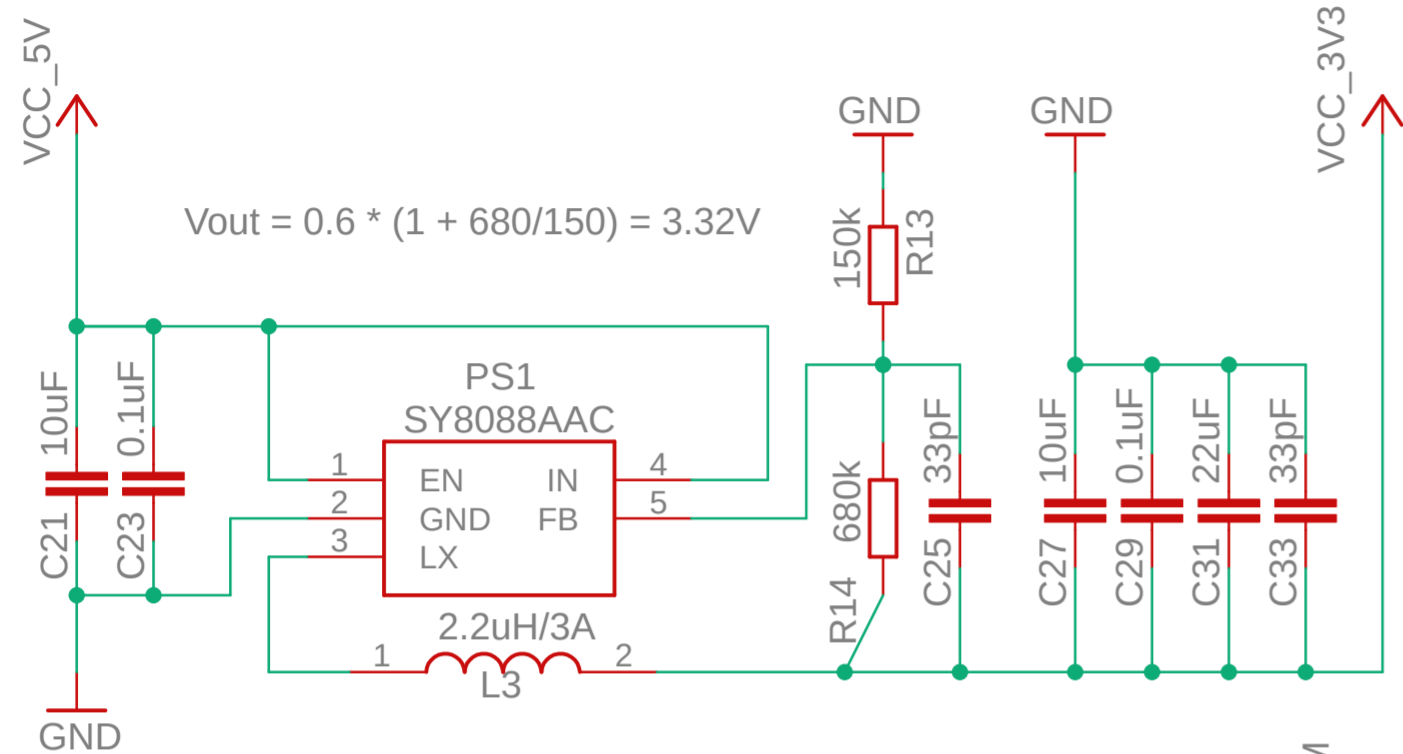 VCC_5V
VCC_3V3
GND
GND
Vout = 0.6 * (1 + 680/150) = 3.32V
150k
R13
10uF
0.1uF
PS1
SY8088AAC
1
EN
IN
4
2
GND
FB
5
3
LX
C21
C23
680k
R14
33pF
C25
10uF
C27
0.1uF
C29
22uF
C31
33pF
C33
2.2uH/3A
1
2
L3
GND
M